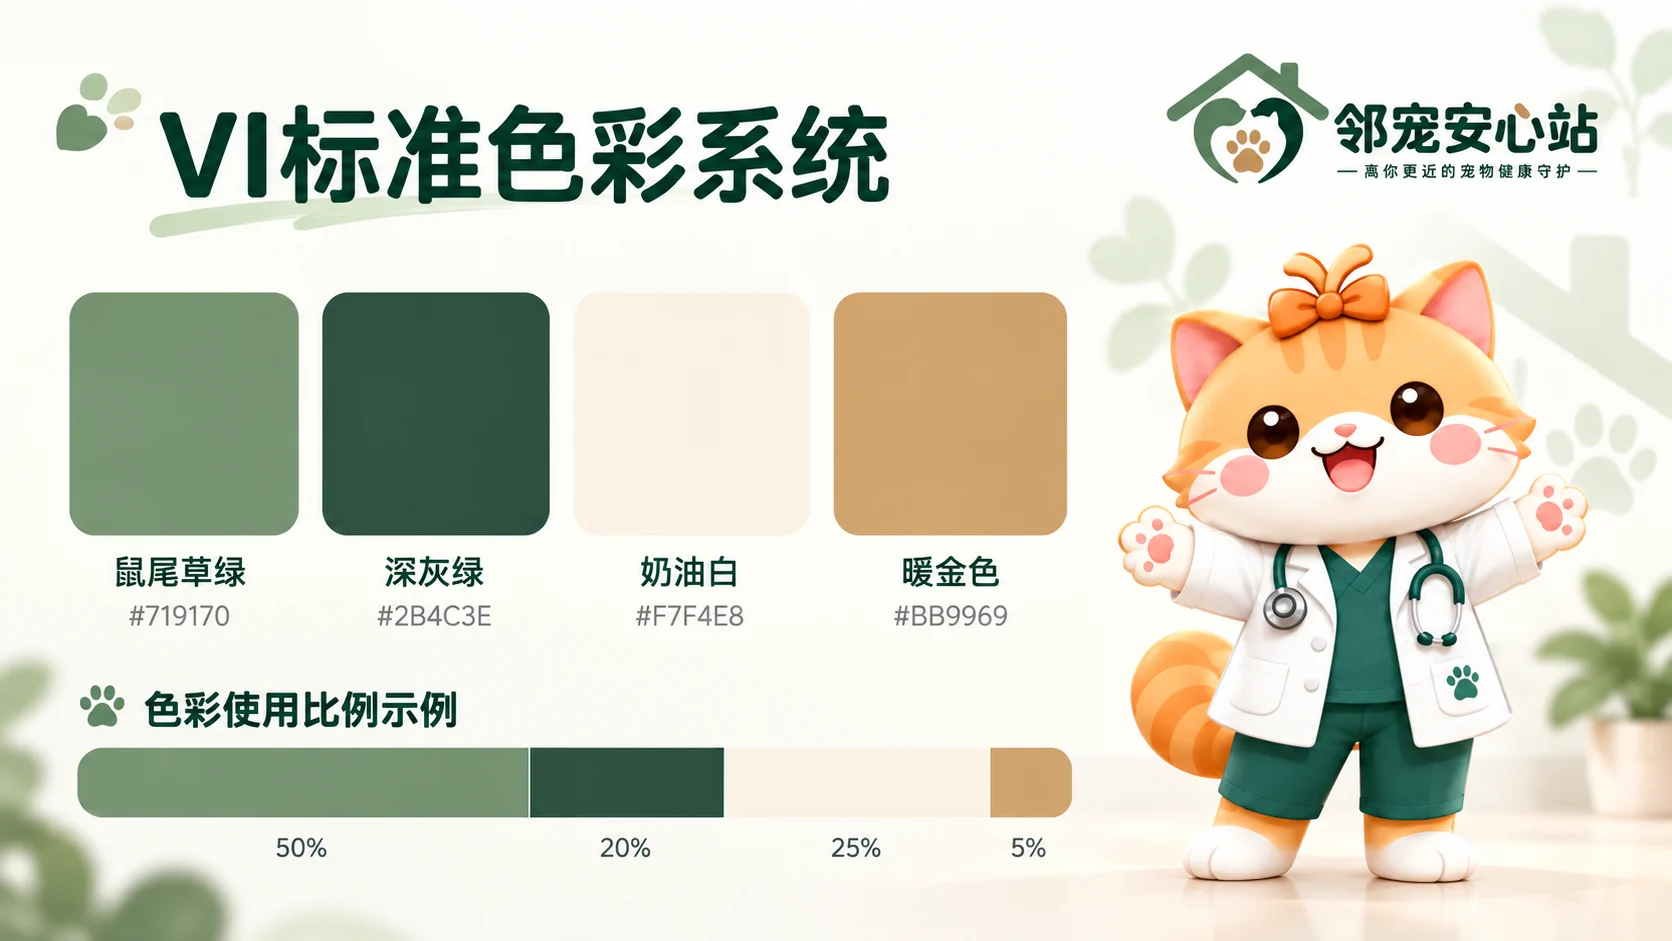 VI标准色彩系统
邻宠安心站
离你更近的宠物健康守护
鼠尾草绿
#719170
深灰绿
#2B4C3E
奶油白
#F7F4E8
暖金色
#BB9969
色彩使用比例示例
50%
20%
25%
5%